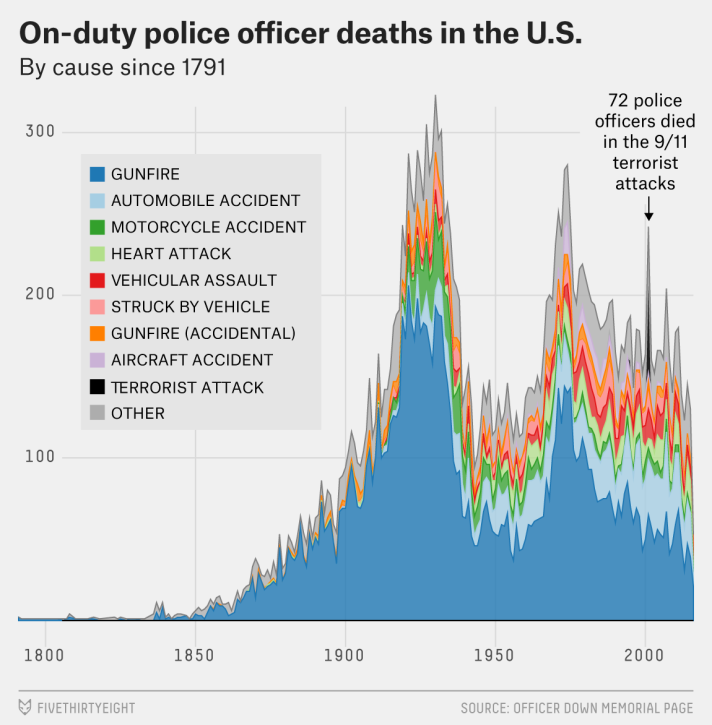 On-duty police officer deaths in the U.S.
By cause since 1791
72 police
officers died
in the 9/11
terrorist
attacks
300
200
100
GUNFIRE
AUTOMOBILE ACCIDENT
MOTORCYCLE ACCIDENT
HEART ATTACK
VEHICULAR ASSAULT
STRUCK BY VEHICLE
GUNFIRE (ACCIDENTAL)
AIRCRAFT ACCIDENT
TERRORIST ATTACK
OTHER
1800 1850 1900 1950 2000
FIVETHIRTYEIGHT SOURCE: OFFICER DOWN MEMORIAL PAGE